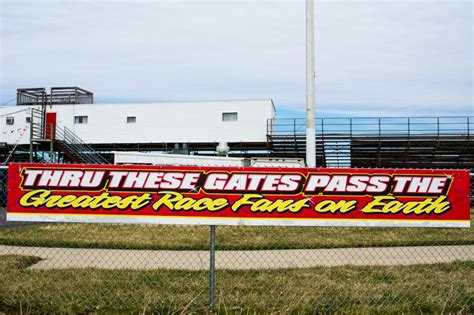 THRU THESE GATES PASS THE
Greatest Race Fans on Earth